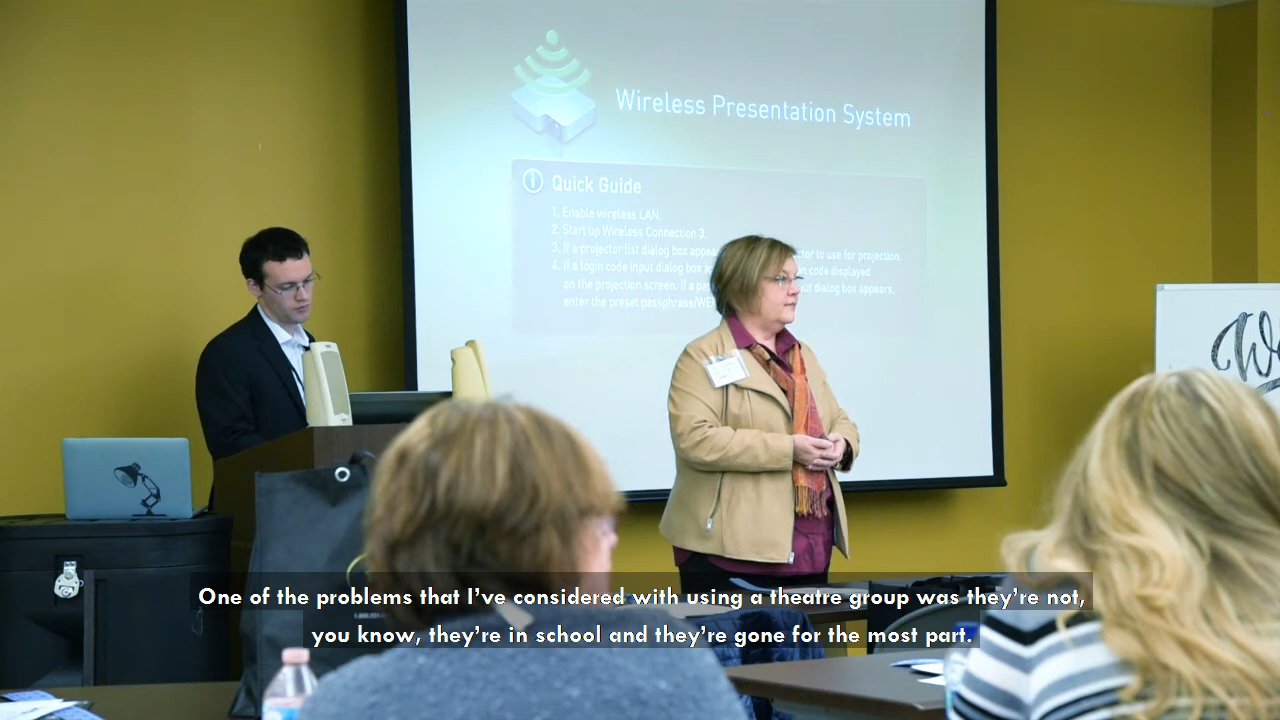 Wireless Presentation System
Quick Guide
1. Enable wireless LAN.
2. Start up Wireless Connection 3.
3. If a projector list dialog box appe ctor to use for projection.
4. If a login code input dialog box a code displayed
on the projection screen. If a pa ut dialog box appears,
enter the preset passphrase/WE
One of the problems that I've considered with using a theatre group was they're not,
you know, they're in school and they're gone for the most part.